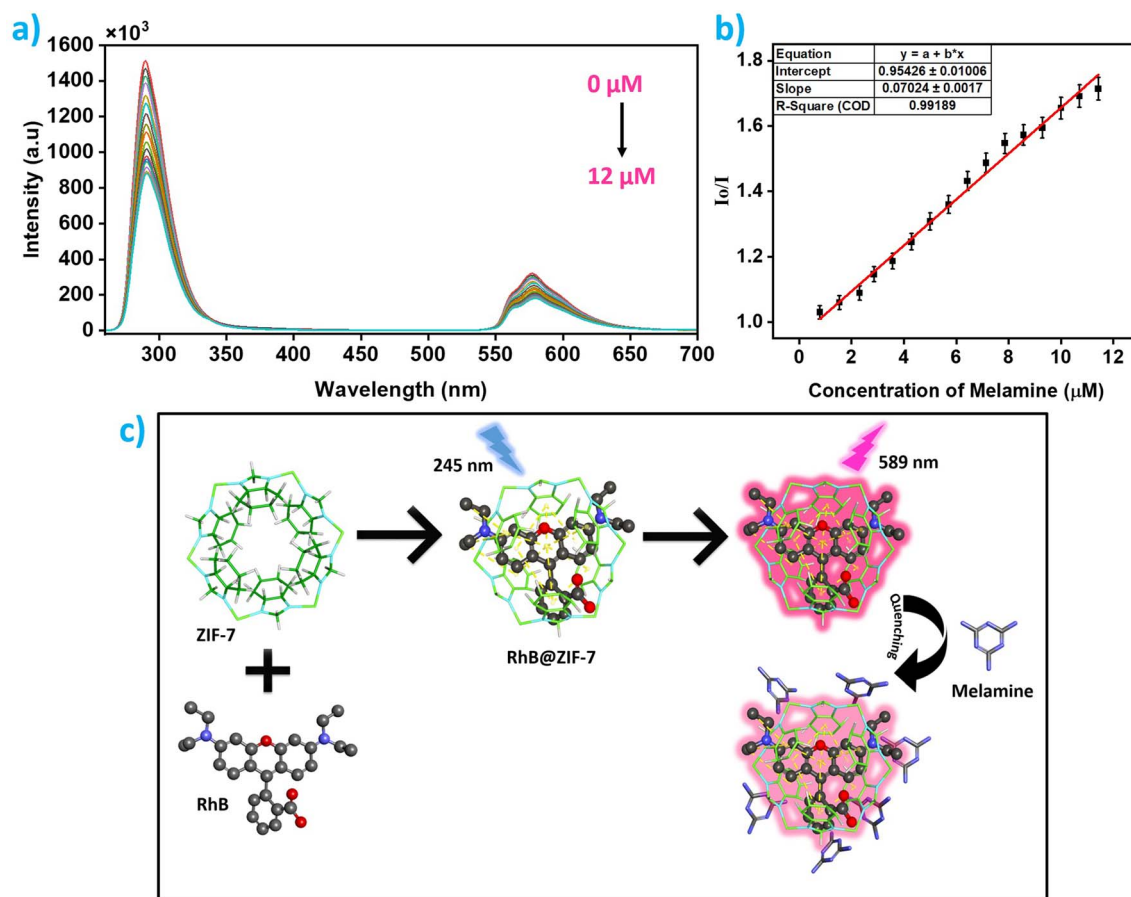 a)
×10³
1600
1400
1200
1000
800
600
400
200
0
300 350 400 450 500 550 600 650 700
Intensity (a.u)
Wavelength (nm)
0 µM
12 µM
b)
Equation y = a + b*x
Intercept 0.95426 ± 0.01006
Slope 0.07024 ± 0.0017
R-Square (COD 0.99189
1.8
1.6
1.4
1.2
1.0
0 2 4 6 8 10 12 14
Io/I
Concentration of Melamine (µM)
c)
245 nm
589 nm
ZIF-7
RhB@ZIF-7
Quenching
Melamine
RhB